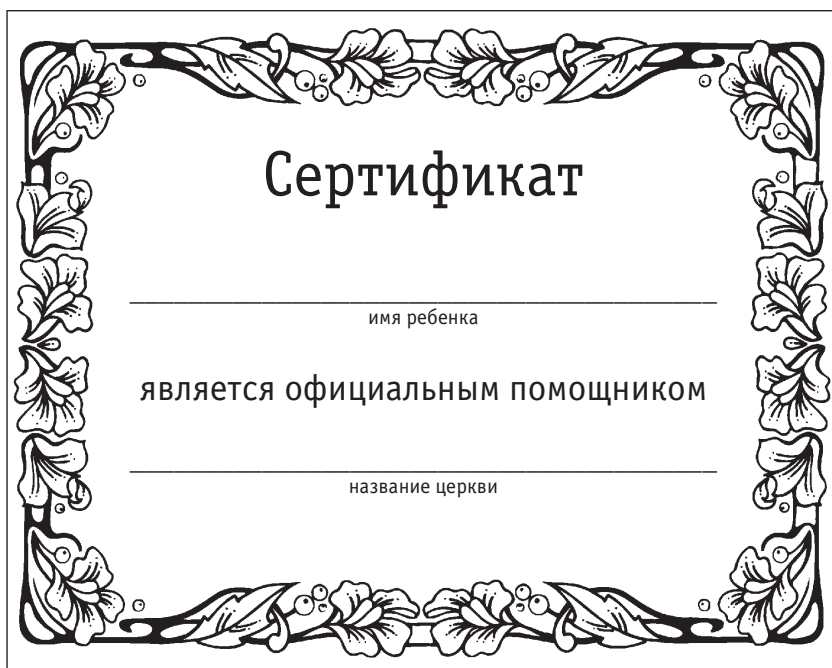 Сертификат
имя ребенка
является официальным помощником
название церкви